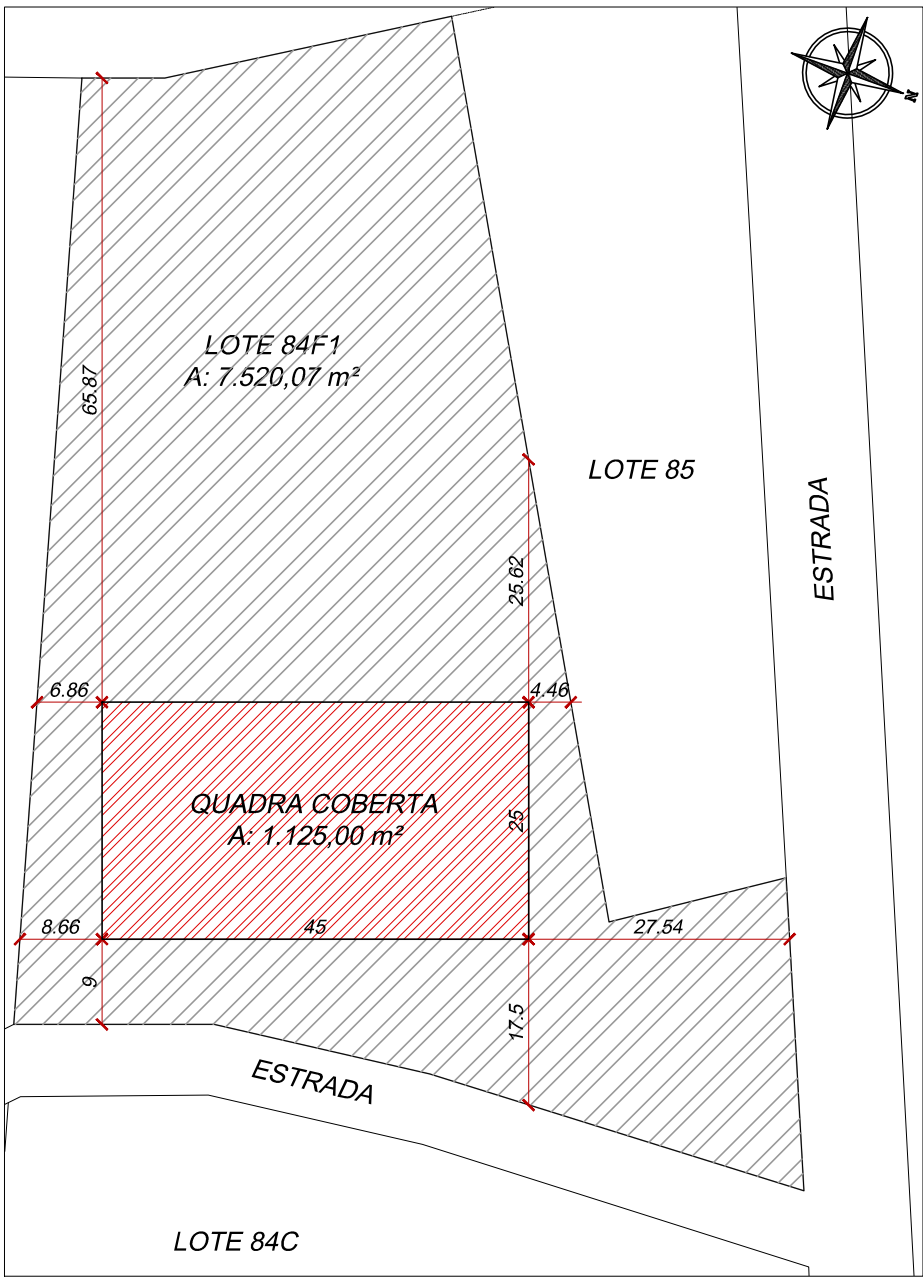 N
LOTE 84F1
A: 7.520,07 m²
65.87
LOTE 85
ESTRADA
25.62
6.86
4.46
QUADRA COBERTA
A: 1.125,00 m²
25
8.66
45
27.54
9
17.5
ESTRADA
LOTE 84C